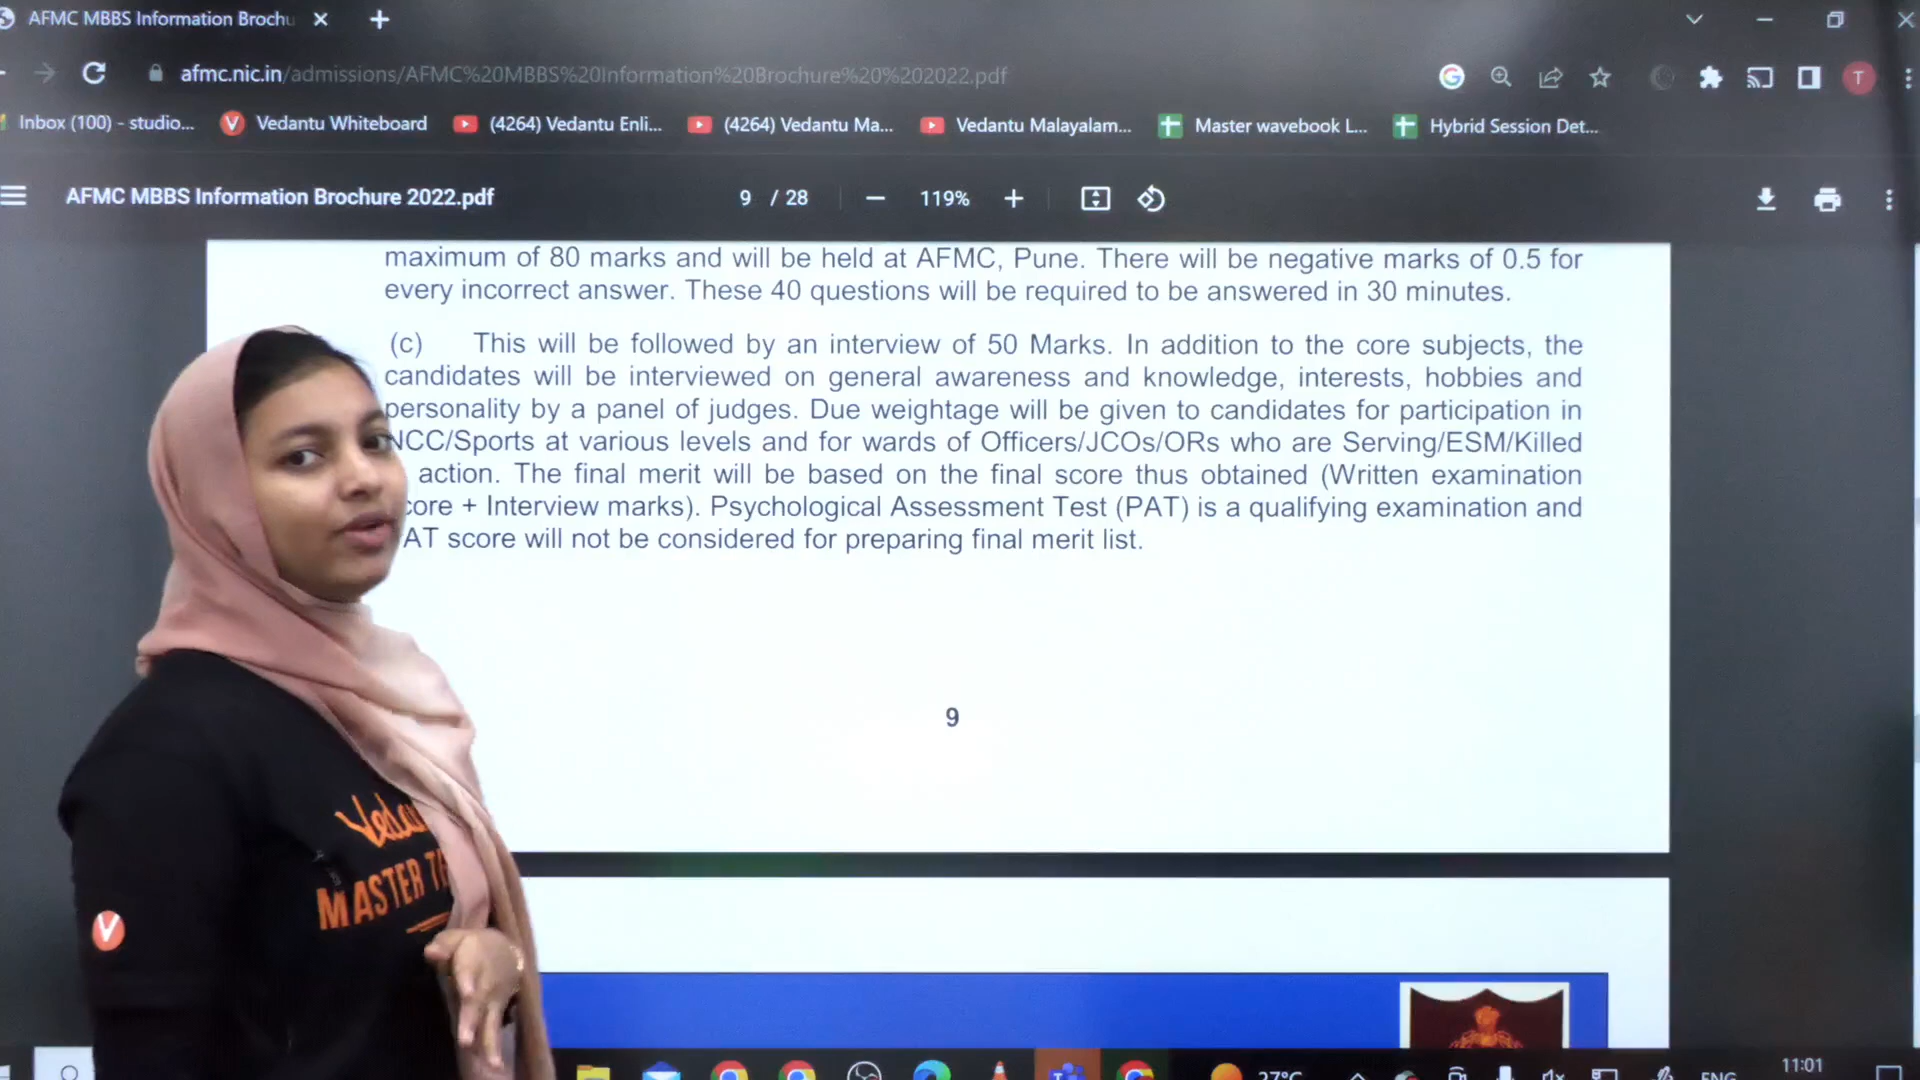 AFMC MBBS Information Brochu
afmc.nic.in/admissions/AFMC%20MBBS%20Information%20Brochure%20%202022.pdf
T
Inbox (100) - studio...
Vedantu Whiteboard
(4264) Vedantu Enli...
(4264) Vedantu Ma...
Vedantu Malayalam...
Master wavebook L...
Hybrid Session Det...
AFMC MBBS Information Brochure 2022.pdf
9 / 28
119%
maximum of 80 marks and will be held at AFMC, Pune. There will be negative marks of 0.5 for
every incorrect answer. These 40 questions will be required to be answered in 30 minutes.
(c) This will be followed by an interview of 50 Marks. In addition to the core subjects, the
candidates will be interviewed on general awareness and knowledge, interests, hobbies and
personality by a panel of judges. Due weightage will be given to candidates for participation in
NCC/Sports at various levels and for wards of Officers/JCOs/ORs who are Serving/ESM/Killed
action. The final merit will be based on the final score thus obtained (Written examination
core + Interview marks). Psychological Assessment Test (PAT) is a qualifying examination and
AT score will not be considered for preparing final merit list.
9
Vedan
MASTER T
V
27°C
ENG
11:01